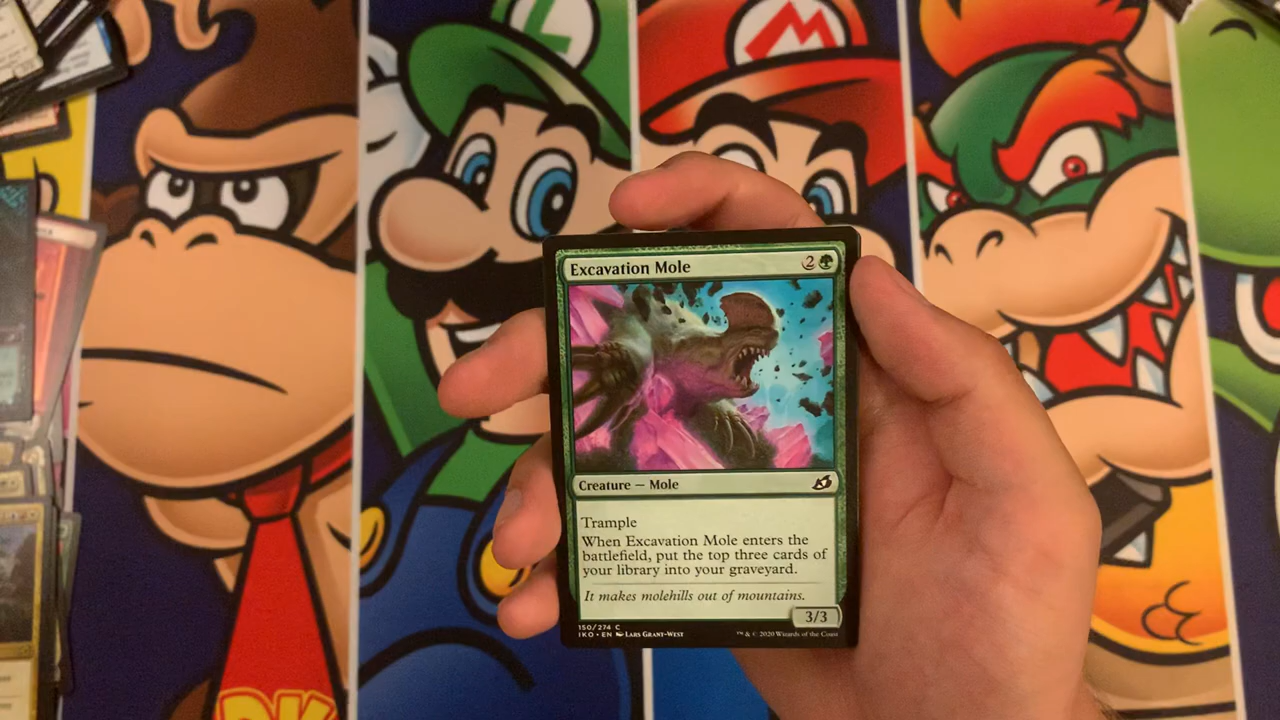 L
M
Excavation Mole 2
Creature — Mole
Trample
When Excavation Mole enters the
battlefield, put the top three cards of
your library into your graveyard.
It makes molehills out of mountains.
3/3
150/274 C
IKO • EN Lars Grant-West
™ & © 2020 Wizards of the Coast
DK